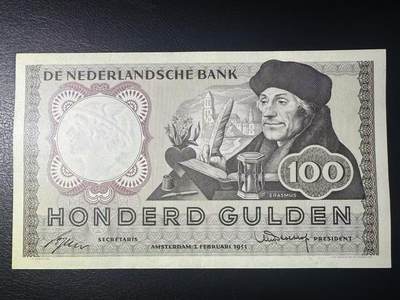 DE NEDERLANDSCHE BANK
100
ERASMUS
HONDERD GULDEN
SECRETARIS
AMSTERDAM 2 FEBRUARI 1953
PRESIDENT